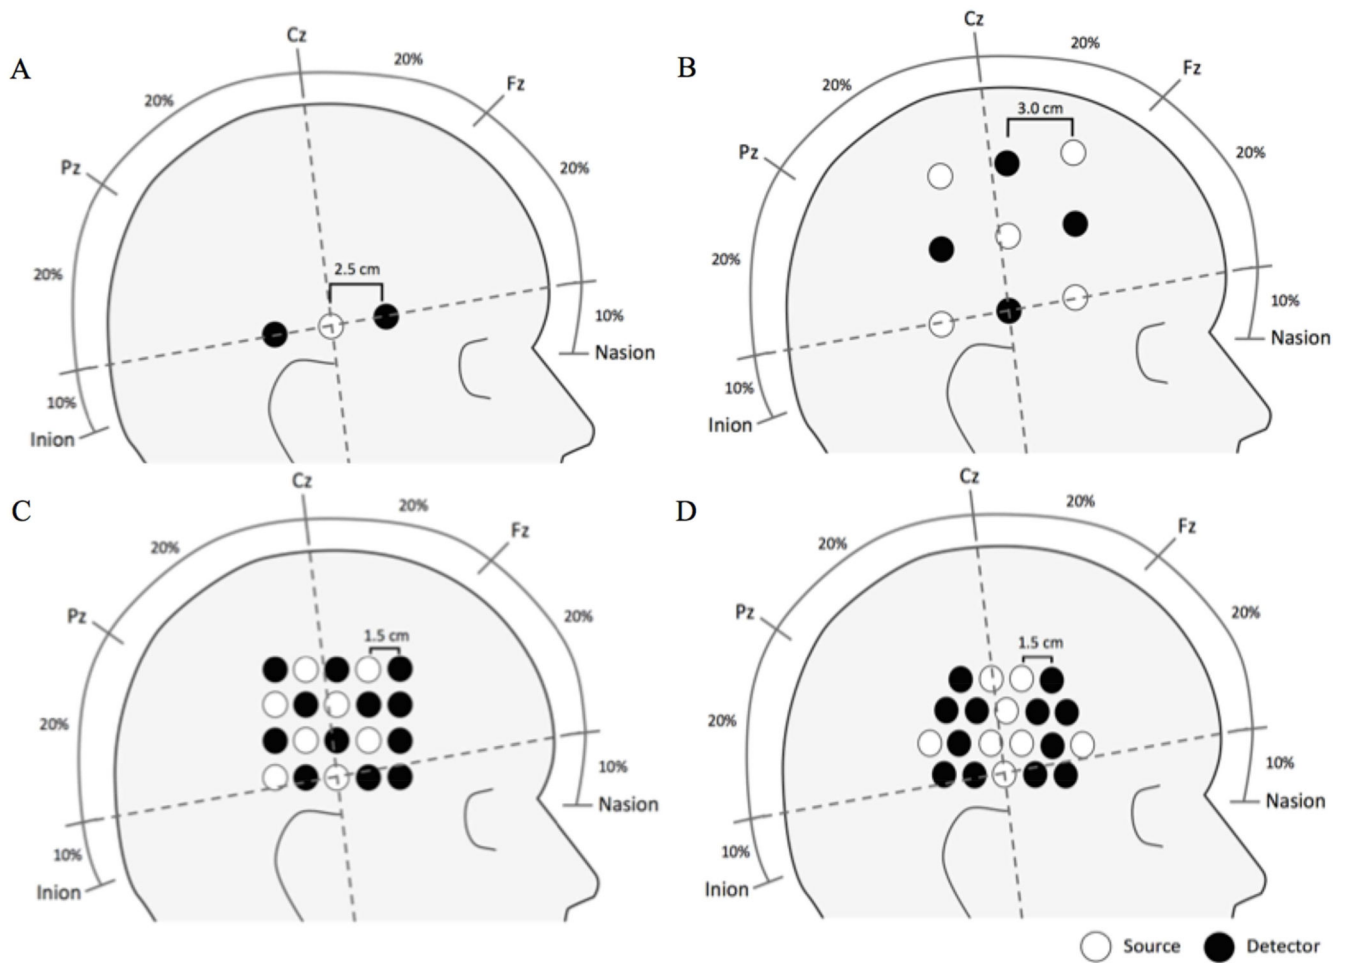 A
Cz
20%
20%
Fz
Pz
20%
2.5 cm
20%
10%
Nasion
10%
Inion
B
Cz
20%
20%
Fz
3.0 cm
Pz
20%
20%
10%
Nasion
10%
Inion
C
Cz
20%
20%
Fz
Pz
20%
1.5 cm
20%
10%
Nasion
10%
Inion
D
Cz
20%
20%
Fz
Pz
20%
1.5 cm
20%
10%
Nasion
10%
Inion
Source
Detector